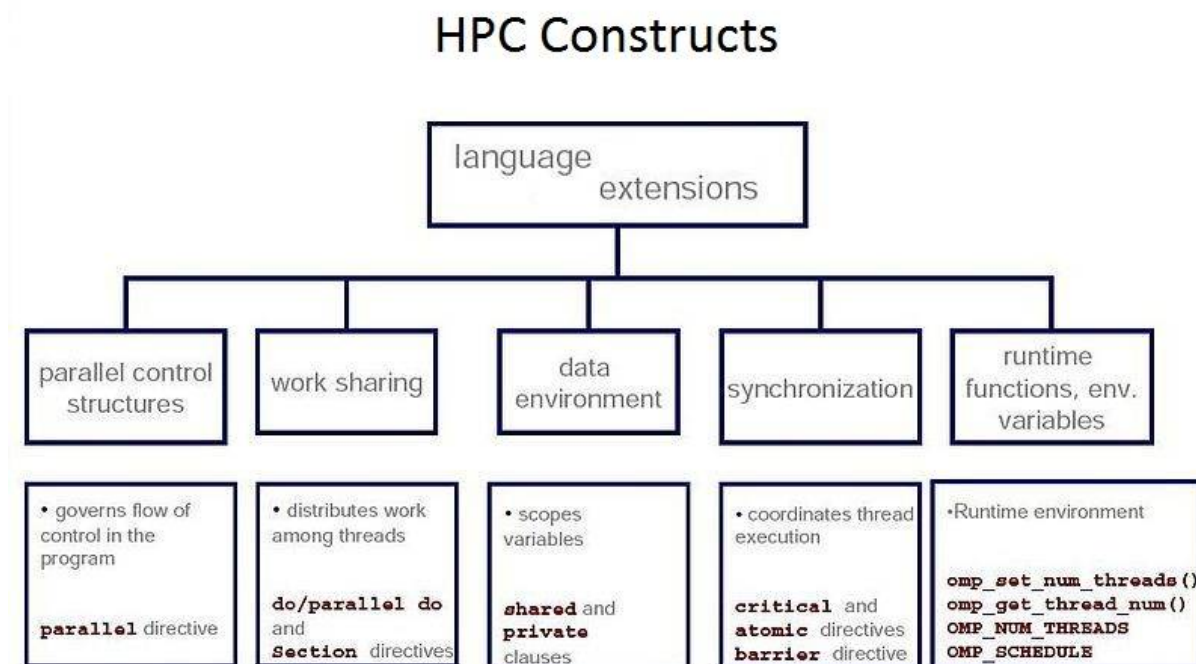 HPC Constructs
language
extensions
parallel control
structures
work sharing
data
environment
synchronization
runtime
functions, env.
variables
• governs flow of
control in the
program
parallel directive
• distributes work
among threads
do/parallel do
and
Section directives
• scopes
variables
shared and
private
clauses
• coordinates thread
execution
critical and
atomic directives
barrier directive
•Runtime environment
omp_set_num_threads()
omp_get_thread_num()
OMP_NUM_THREADS
OMP_SCHEDULE